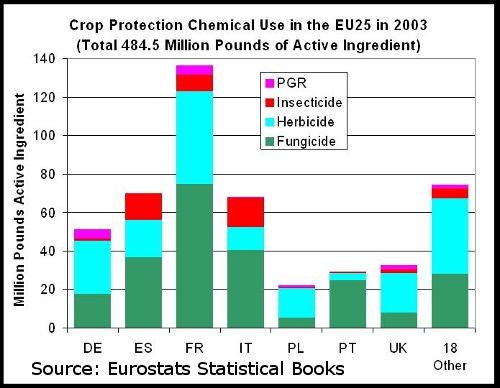 Crop Protection Chemical Use in the EU25 in 2003
(Total 484.5 Million Pounds of Active Ingredient)
Million Pounds Active Ingredient
140
120
100
80
60
40
20
0
PGR
Insecticide
Herbicide
Fungicide
DE ES FR IT PL PT UK 18
Other
Source: Eurostats Statistical Books